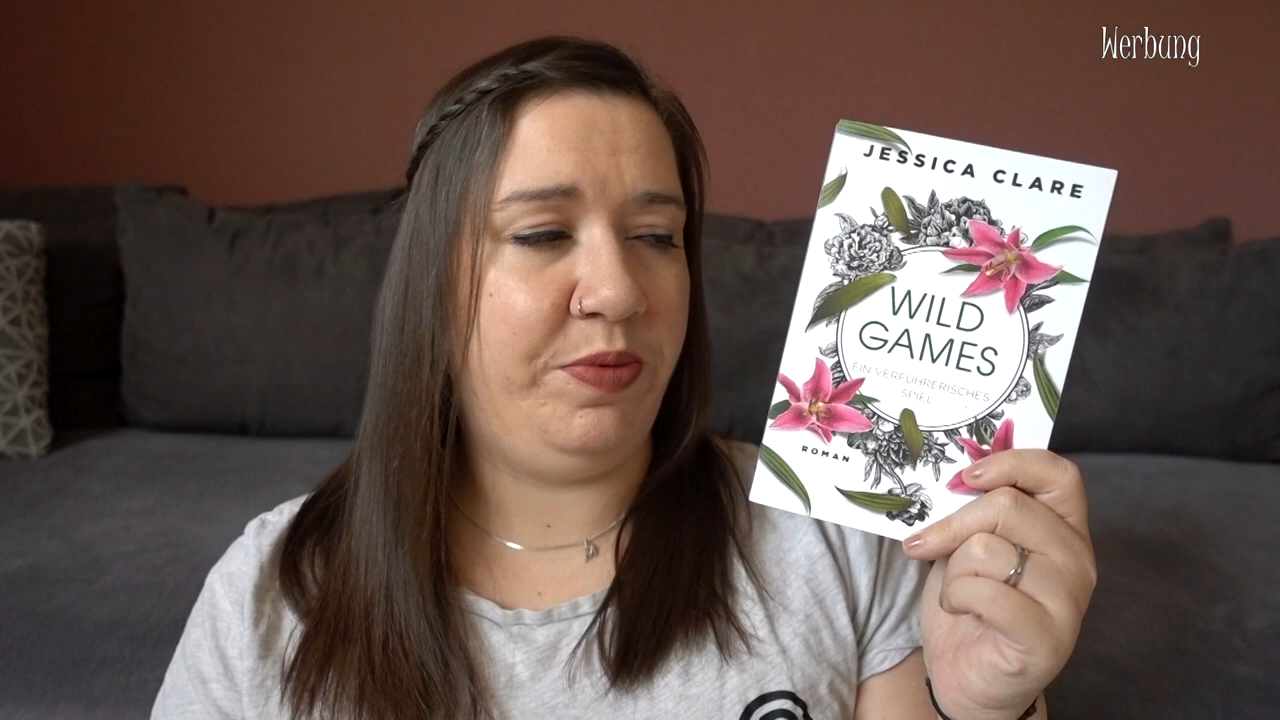 Werbung
JESSICA CLARE
WILD
GAMES
EIN VERFÜHRERISCHES
SPIEL
ROMAN